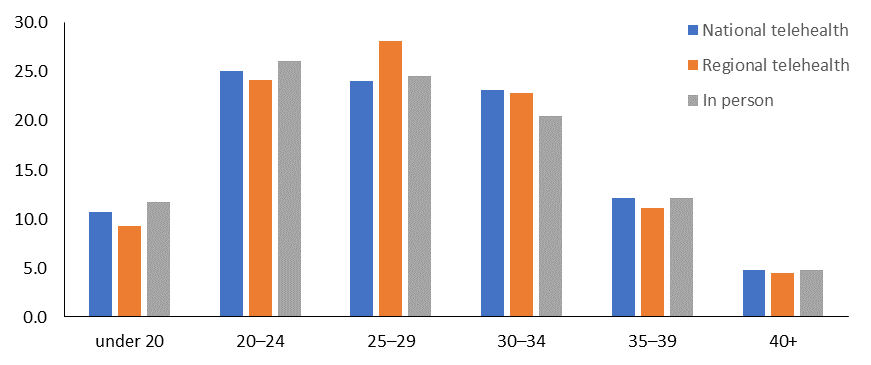 30.0
25.0
20.0
15.0
10.0
5.0
0.0
National telehealth
Regional telehealth
In person
under 20 20–24 25–29 30–34 35–39 40+